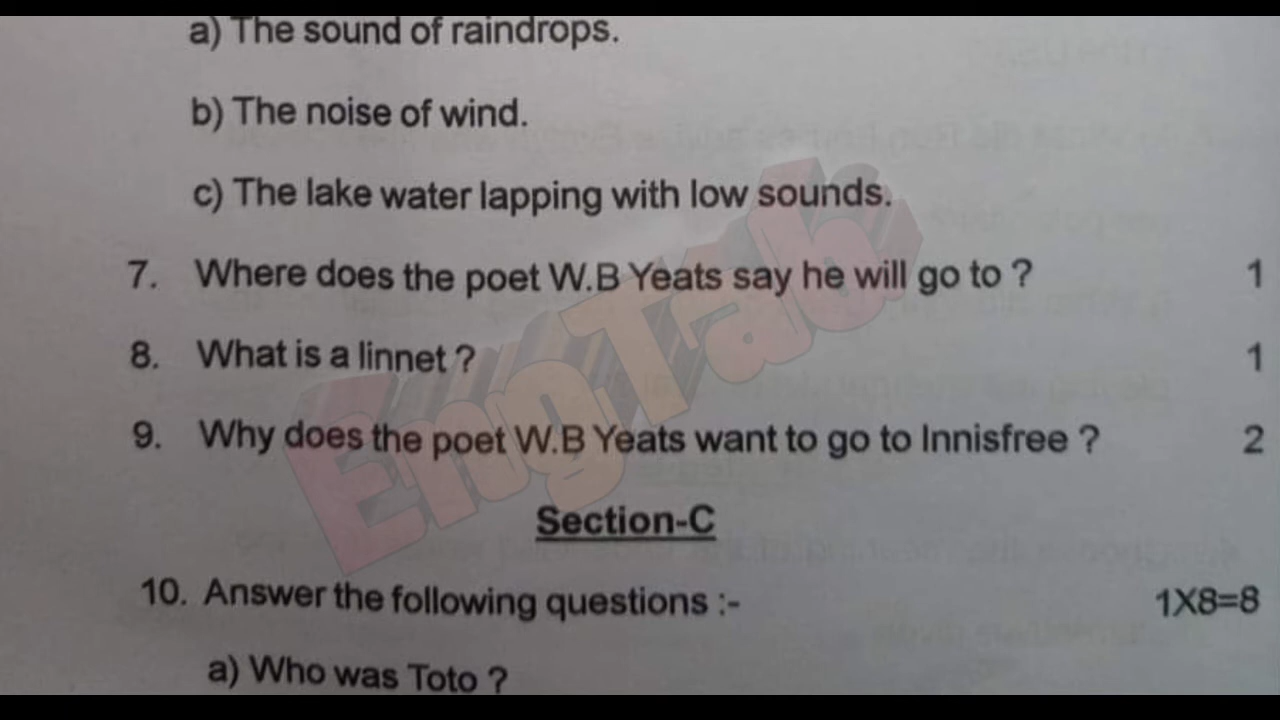 a) The sound of raindrops.
b) The noise of wind.
c) The lake water lapping with low sounds.
7. Where does the poet W.B Yeats say he will go to ? 1
8. What is a linnet ? 1
9. Why does the poet W.B Yeats want to go to Innisfree ? 2
EngTab
Section-C
10. Answer the following questions :- 1X8=8
a) Who was Toto ?